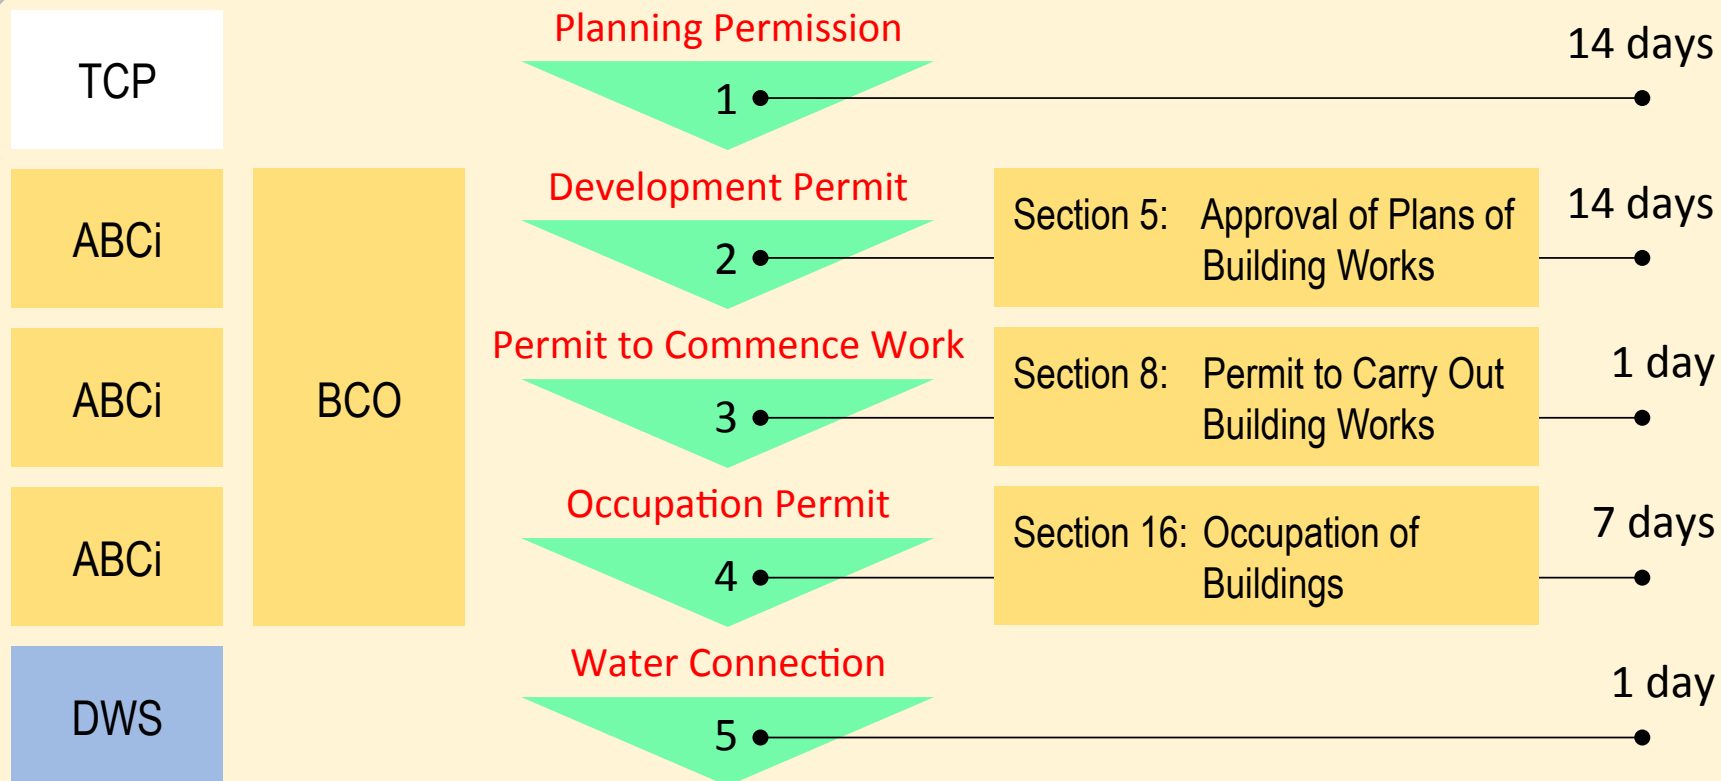 Planning Permission
TCP
1
14 days
Development Permit
ABCi
2
Section 5: Approval of Plans of
Building Works
14 days
Permit to Commence Work
ABCi
BCO
3
Section 8: Permit to Carry Out
Building Works
1 day
Occupation Permit
ABCi
4
Section 16: Occupation of
Buildings
7 days
Water Connection
DWS
5
1 day